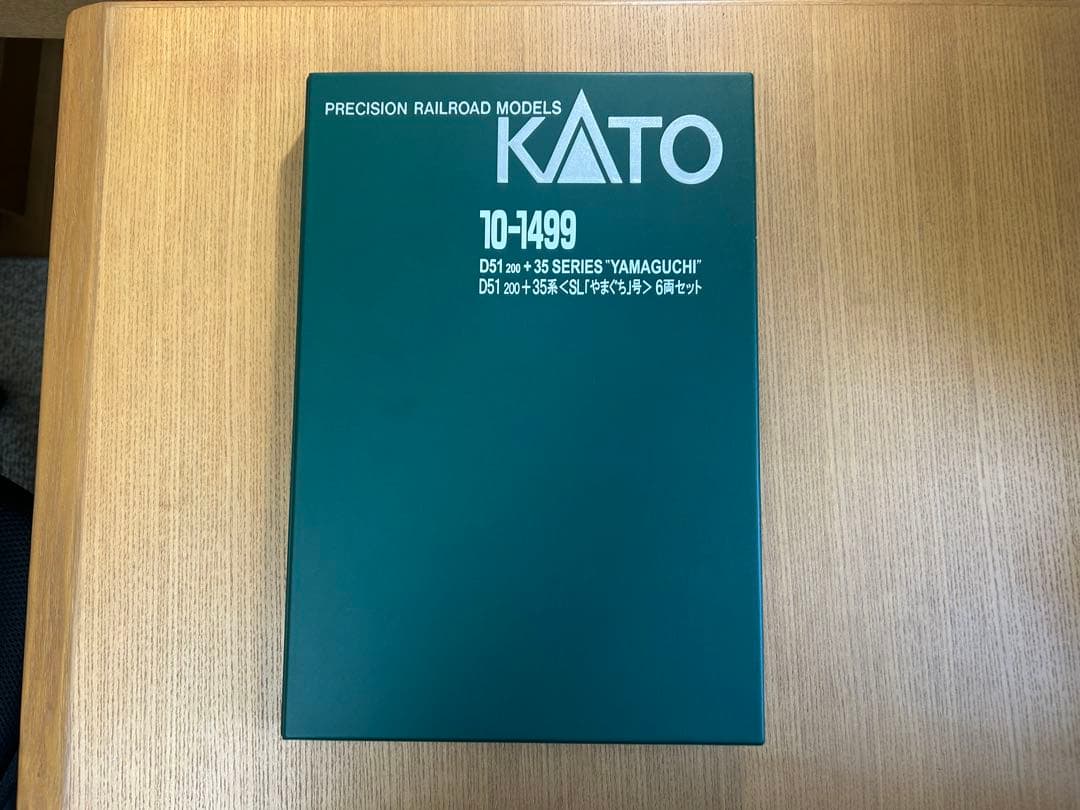 PRECISION RAILROAD MODELS
KATO
10-1499
D51 200 + 35 SERIES "YAMAGUCHI"
D51 200+35系<SL「やまぐち」号> 6両セット